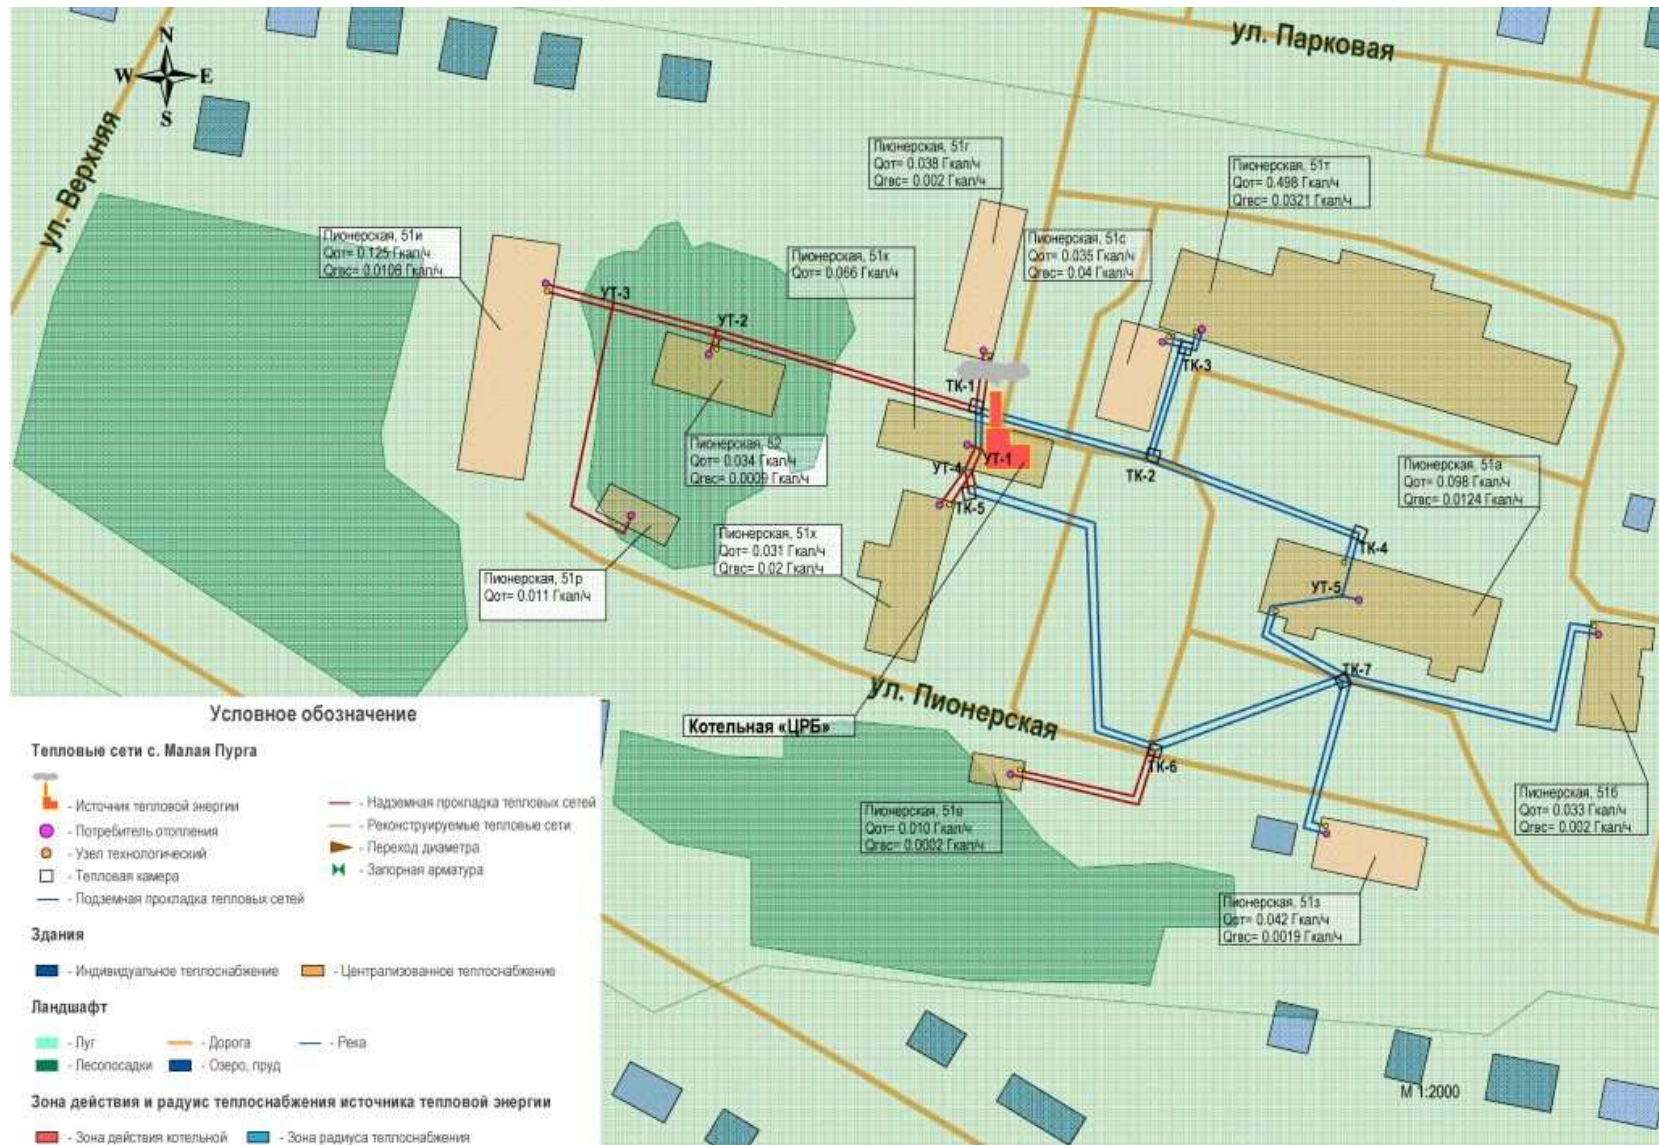 ул. Парковая
N
W
E
S
ул. Верхняя
Пионерская, 51г
Qот= 0.038 Гкал/ч
Qгвс= 0.002 Гкал/ч
Пионерская, 51т
Qот= 0.498 Гкал/ч
Qгвс= 0.0321 Гкал/ч
Пионерская, 51и
Qот= 0.125 Гкал/ч
Qгвс= 0.0106 Гкал/ч
Пионерская, 51к
Qот= 0.066 Гкал/ч
Пионерская, 51с
Qот= 0.035 Гкал/ч
Qгвс= 0.04 Гкал/ч
УТ-3
УТ-2
ТК-3
ТК-1
Пионерская, 52
Qот= 0.034 Гкал/ч
Qгвс= 0.0009 Гкал/ч
УТ-4
УТ-1
ТК-2
Пионерская, 51а
Qот= 0.098 Гкал/ч
Qгвс= 0.0124 Гкал/ч
ТК-5
Пионерская, 51х
Qот= 0.031 Гкал/ч
Qгвс= 0.02 Гкал/ч
ТК-4
Пионерская, 51р
Qот= 0.011 Гкал/ч
УТ-5
ТК-7
ул. Пионерская
Котельная «ЦРБ»
ТК-6
Пионерская, 51в
Qот= 0.010 Гкал/ч
Qгвс= 0.0002 Гкал/ч
Пионерская, 51б
Qот= 0.033 Гкал/ч
Qгвс= 0.002 Гкал/ч
Пионерская, 51з
Qот= 0.042 Гкал/ч
Qгвс= 0.0019 Гкал/ч
М 1:2000
Условное обозначение
Тепловые сети с. Малая Пурга
- Источник тепловой энергии
- Потребитель отопления
- Узел технологический
- Тепловая камера
- Подземная прокладка тепловых сетей
- Надземная прокладка тепловых сетей
- Реконструируемые тепловые сети
- Переход диаметра
- Запорная арматура
Здания
- Индивидуальное теплоснабжение
- Централизованное теплоснабжение
Ландшафт
- Луг
- Дорога
- Река
- Лесопосадки
- Озеро, пруд
Зона действия и радуис теплоснабжения источника тепловой энергии
- Зона действия котельной
- Зона радиуса теплоснабжения